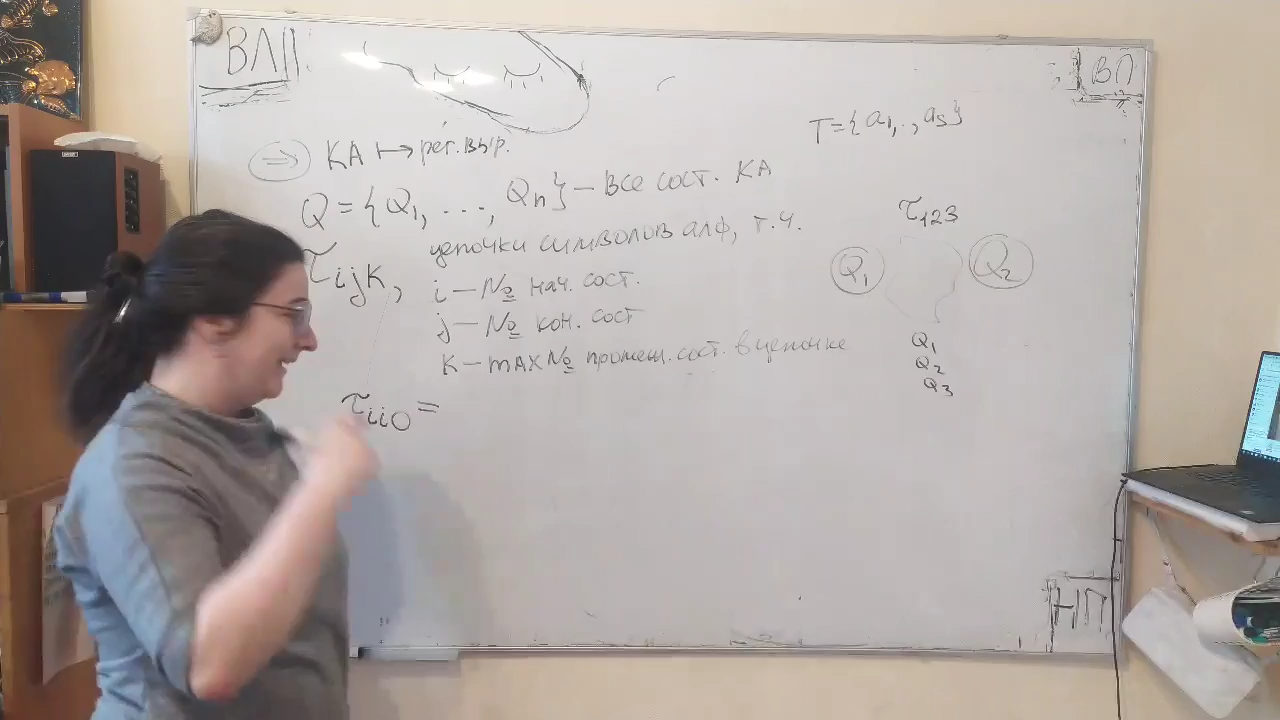 ВЛП
ВП
T={a₁,.,a₅}
⇒ КА ↦ рег.выр.
Q={Q₁, ..., Qₙ} – все сост. КА
τᵢⱼₖ, цепочки символов алф, т.ч.
i – № нач. сост.
j – № кон. сост
k – max № промеж. сост. в цепочке
τᵢᵢ₀ =
τ₁₂₃
Q₁ Q₂
Q₁
Q₂
Q₃
НП